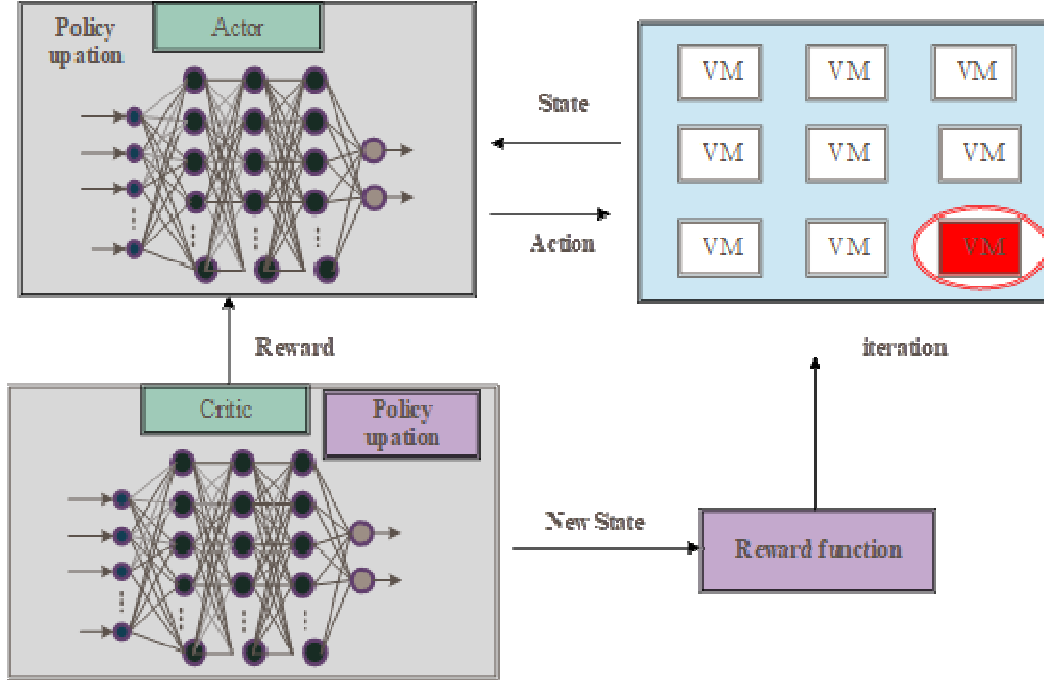 Policy
upation
Actor
VM VM VM
State
VM VM VM
Action
VM VM VM
Reward
iteration
Critic
Policy
upation
New State
Reward function